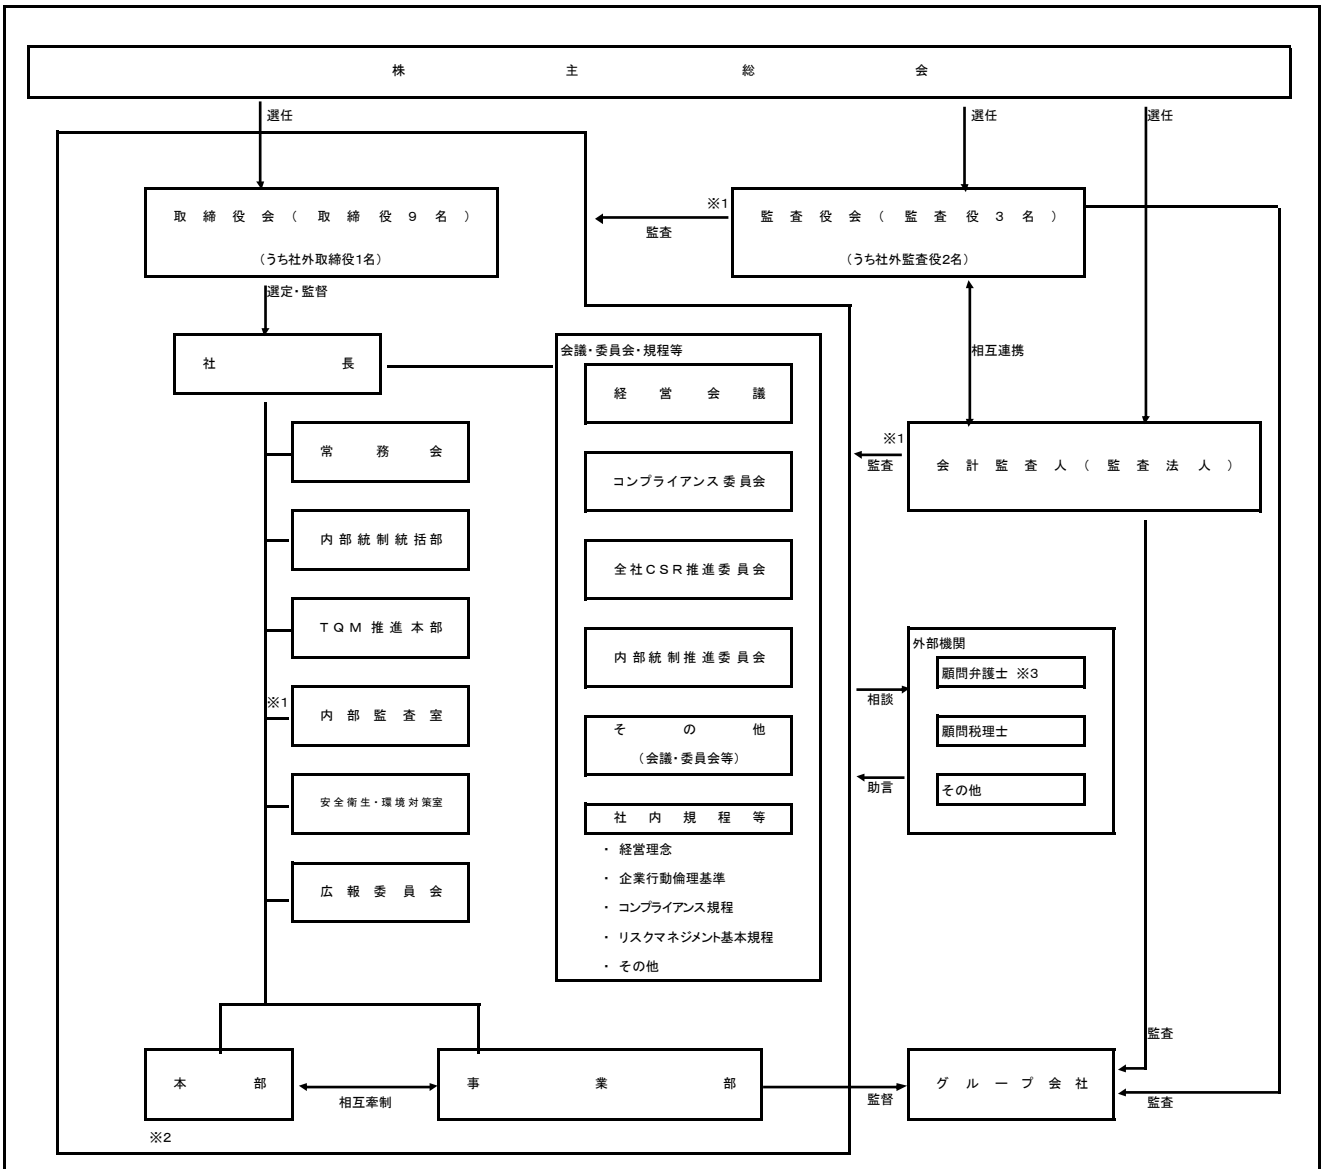 株主総会
選任
選任
選任
取締役会(取締役9名)
(うち社外取締役1名)
※1
監査
監査役会(監査役3名)
(うち社外監査役2名)
選定・監督
社長
会議・委員会・規程等
相互連携
経営会議
常務会
※1
監査
会計監査人(監査法人)
コンプライアンス委員会
内部統制統括部
全社CSR推進委員会
TQM推進本部
内部統制推進委員会
外部機関
顧問弁護士 ※3
相談
※1
内部監査室
その他
(会議・委員会等)
顧問税理士
助言
その他
安全衛生・環境対策室
社内規程等
・ 経営理念
・ 企業行動倫理基準
・ コンプライアンス規程
・ リスクマネジメント基本規程
・ その他
広報委員会
監査
本部
相互牽制
事業部
監督
グループ会社
監査
※2